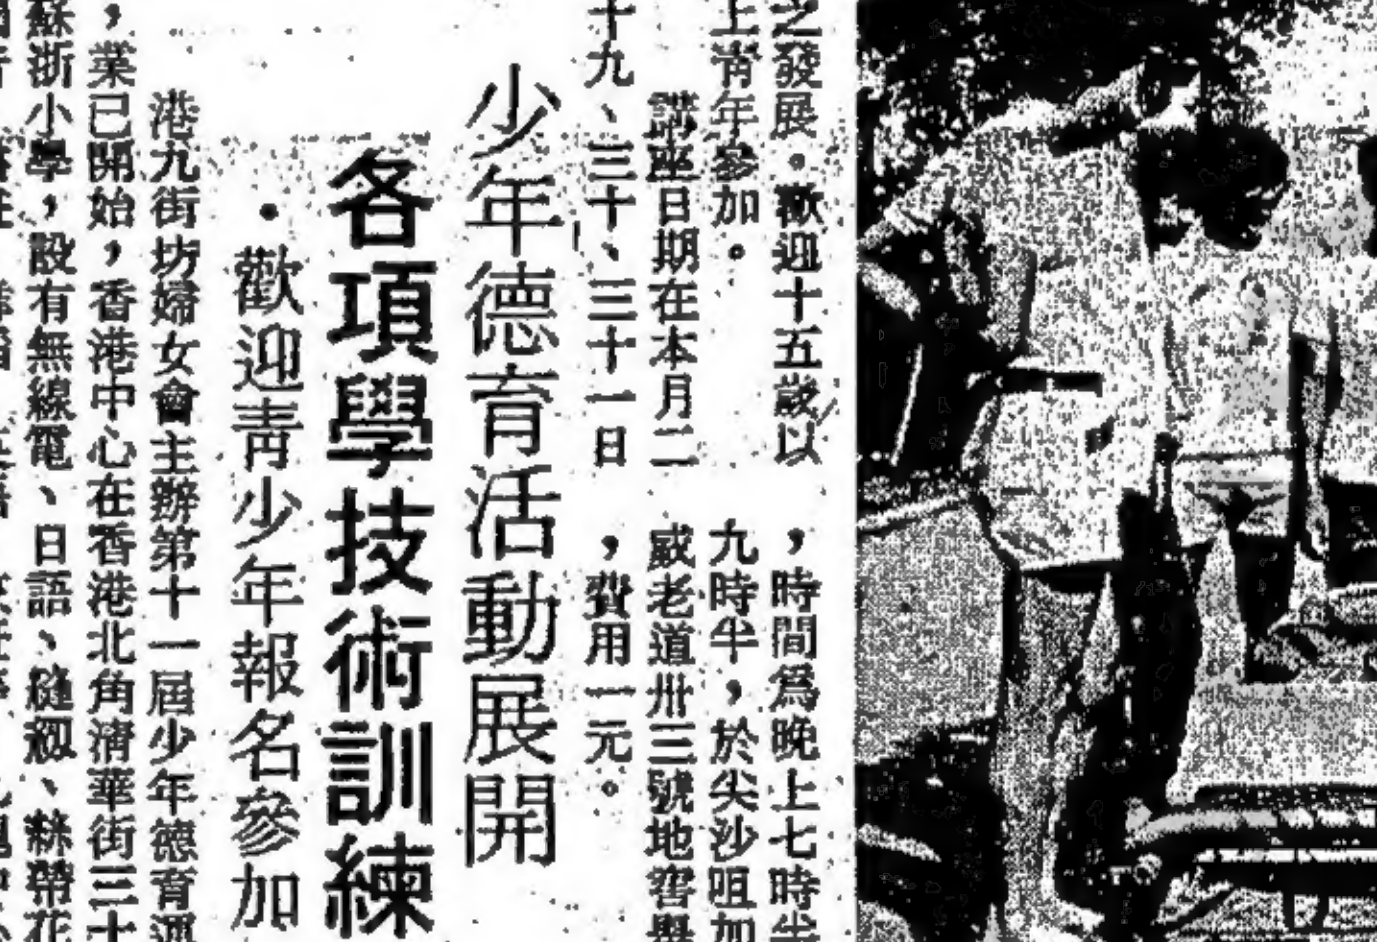 之發展。歡迎十五歲以
上青年參加。
講座日期在本月二
十九、三十、三十一日
，時間爲晚上七時半
九時半，於尖沙咀加
威老道卅三號地窖舉
，費用一元。
少年德育活動展開
各項學技術訓練
·歡迎青少年報名參加
港九街坊婦女會主辦第十一屆少年德育運
，業已開始，香港中心在香港北角清華街三十
蘇浙小學，設有無線電、日語、縫紉、絲帶花